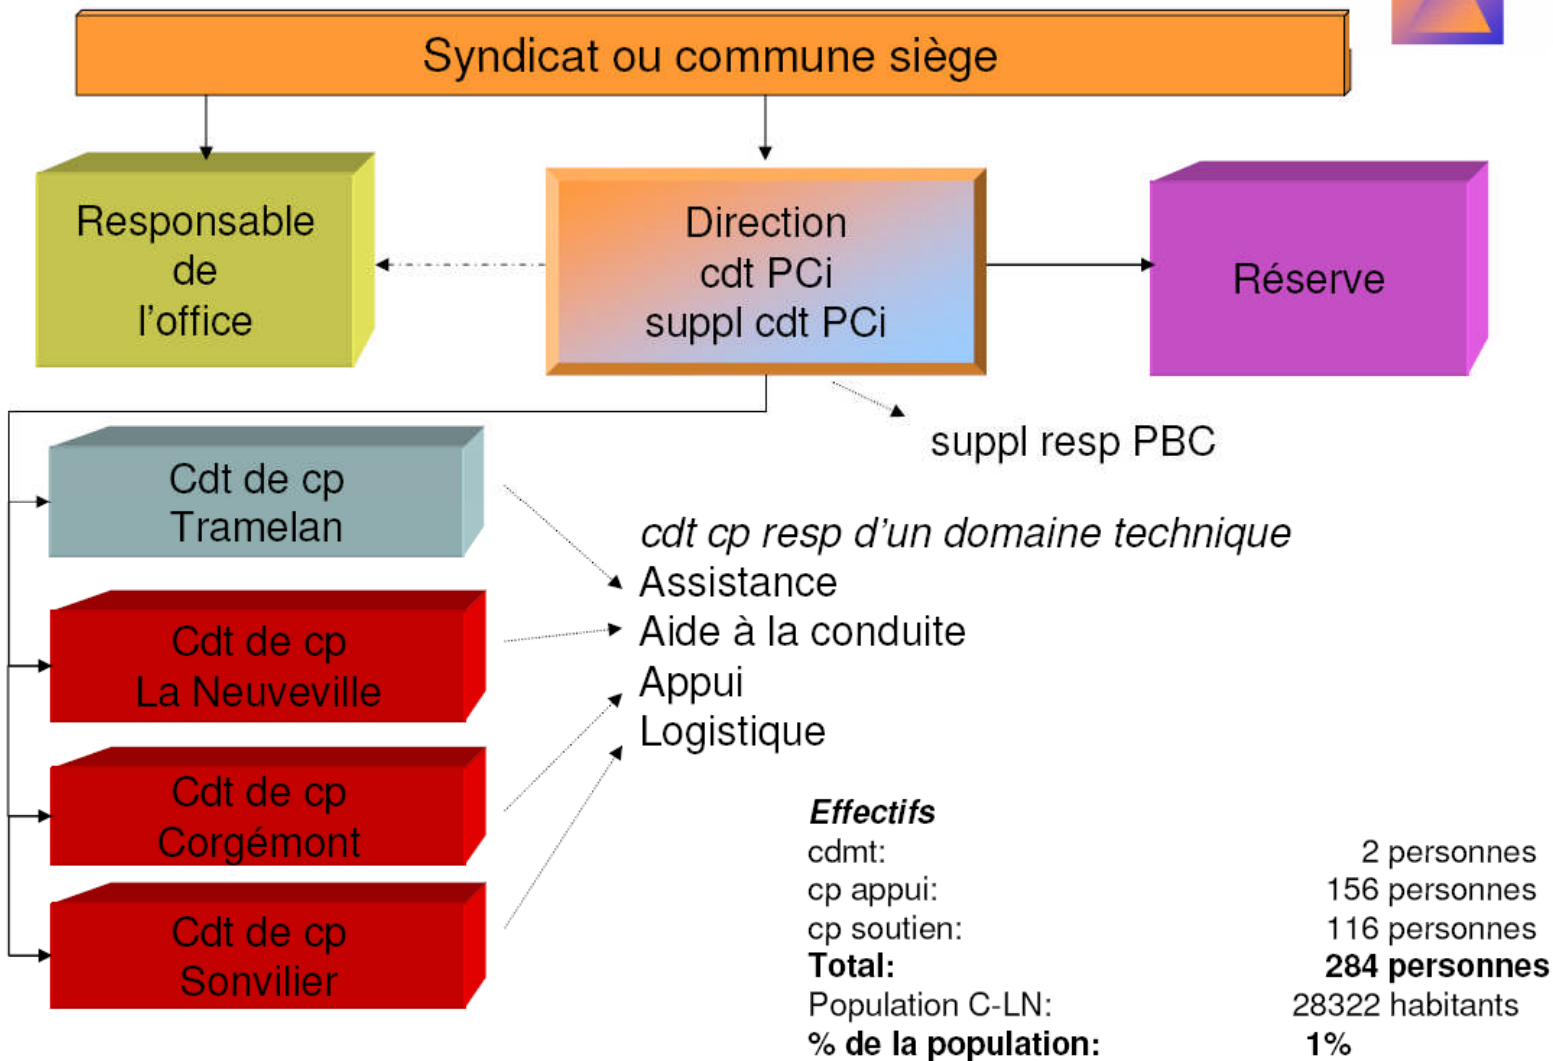 Syndicat ou commune siège
Responsable
de
l'office
Direction
cdt PCi
suppl cdt PCi
Réserve
suppl resp PBC
Cdt de cp
Tramelan
Cdt de cp
La Neuveville
Cdt de cp
Corgémont
Cdt de cp
Sonvilier
cdt cp resp d'un domaine technique
Assistance
Aide à la conduite
Appui
Logistique
Effectifs
cdmt: 2 personnes
cp appui: 156 personnes
cp soutien: 116 personnes
Total: 284 personnes
Population C-LN: 28322 habitants
% de la population: 1%